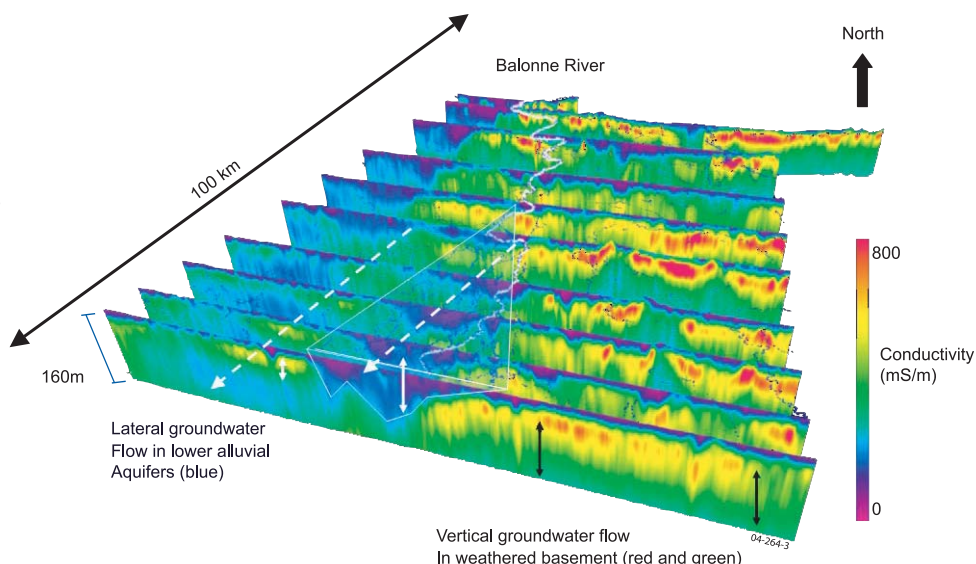 North
Balonne River
100 km
800
Conductivity
(mS/m)
0
160m
Lateral groundwater
Flow in lower alluvial
Aquifers (blue)
04-264-3
Vertical groundwater flow
In weathered basement (red and green)